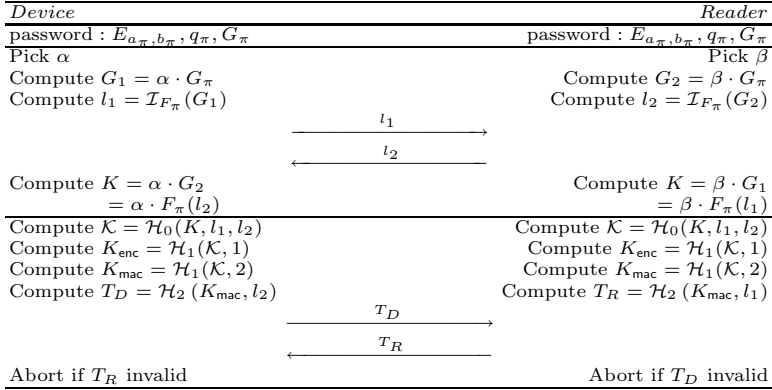 Device Reader
password : E_{a_π,b_π}, q_π, G_π password : E_{a_π,b_π}, q_π, G_π
Pick α Pick β
Compute G_1 = α · G_π Compute G_2 = β · G_π
Compute l_1 = I_{F_π}(G_1) Compute l_2 = I_{F_π}(G_2)
l_1
l_2
Compute K = α · G_2 Compute K = β · G_1
= α · F_π(l_2) = β · F_π(l_1)
Compute 𝒦 = ℋ_0(K, l_1, l_2) Compute 𝒦 = ℋ_0(K, l_1, l_2)
Compute K_enc = ℋ_1(𝒦, 1) Compute K_enc = ℋ_1(𝒦, 1)
Compute K_mac = ℋ_1(𝒦, 2) Compute K_mac = ℋ_1(𝒦, 2)
Compute T_D = ℋ_2 (K_mac, l_2) Compute T_R = ℋ_2 (K_mac, l_1)
T_D
T_R
Abort if T_R invalid Abort if T_D invalid